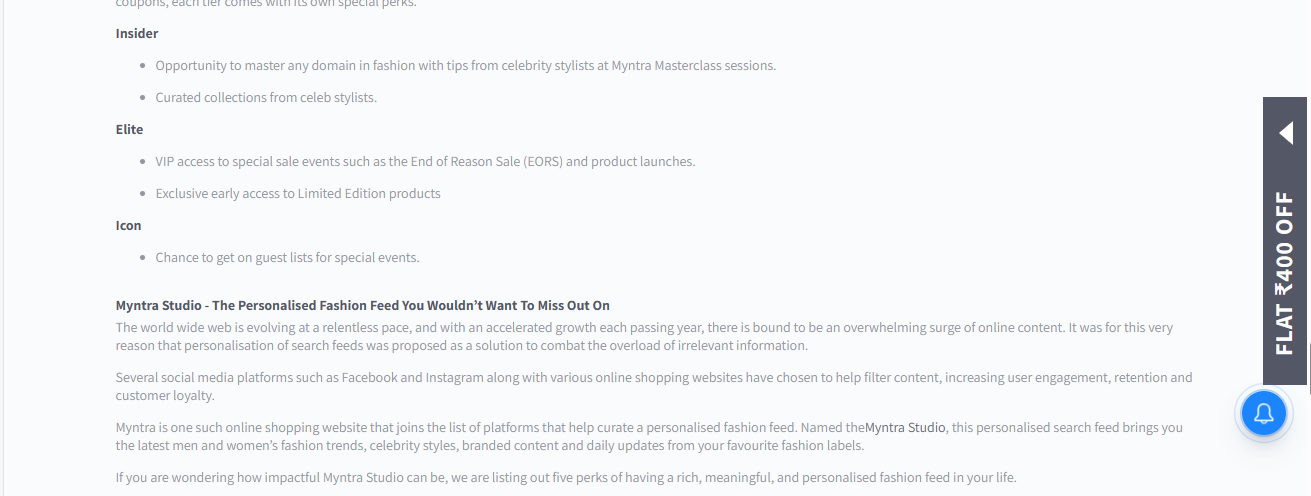 coupons, each tier comes with its own special perks.
Insider
Opportunity to master any domain in fashion with tips from celebrity stylists at Myntra Masterclass sessions.
Curated collections from celeb stylists.
Elite
VIP access to special sale events such as the End of Reason Sale (EORS) and product launches.
Exclusive early access to Limited Edition products
Icon
Chance to get on guest lists for special events.
Myntra Studio - The Personalised Fashion Feed You Wouldn’t Want To Miss Out On
The world wide web is evolving at a relentless pace, and with an accelerated growth each passing year, there is bound to be an overwhelming surge of online content. It was for this very
reason that personalisation of search feeds was proposed as a solution to combat the overload of irrelevant information.
Several social media platforms such as Facebook and Instagram along with various online shopping websites have chosen to help filter content, increasing user engagement, retention and
customer loyalty.
Myntra is one such online shopping website that joins the list of platforms that help curate a personalised fashion feed. Named theMyntra Studio, this personalised search feed brings you
the latest men and women’s fashion trends, celebrity styles, branded content and daily updates from your favourite fashion labels.
If you are wondering how impactful Myntra Studio can be, we are listing out five perks of having a rich, meaningful, and personalised fashion feed in your life.
FLAT ₹400 OFF